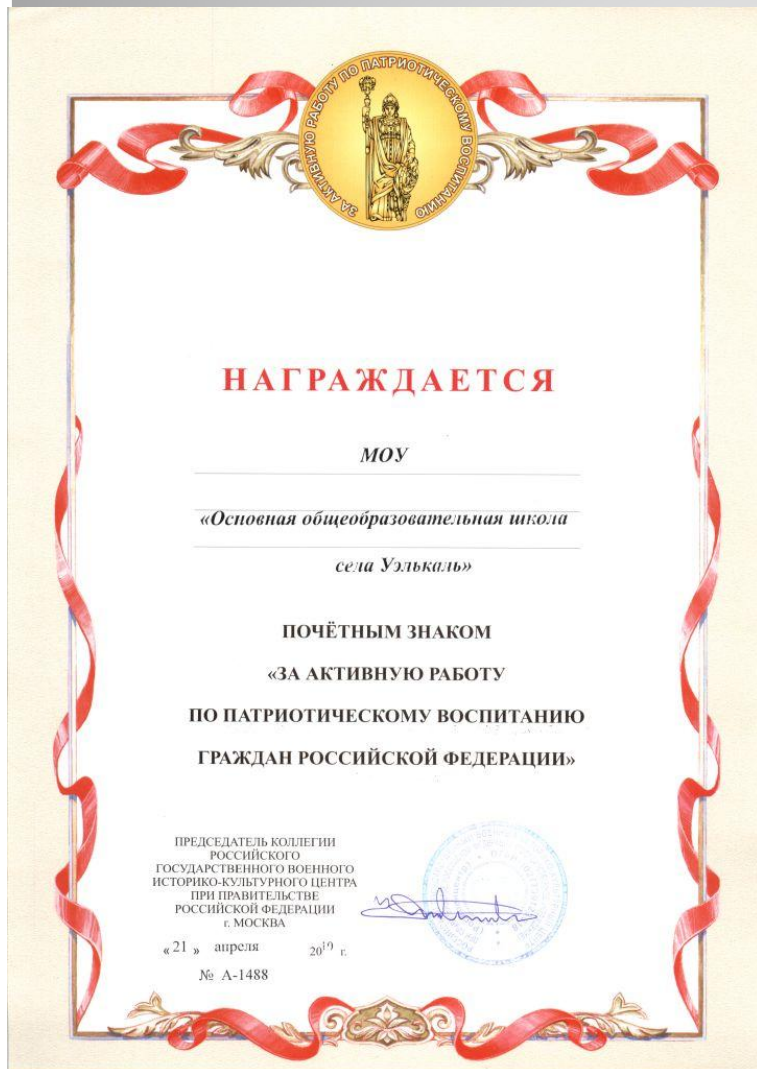 ЗА АКТИВНУЮ РАБОТУ ПО ПАТРИОТИЧЕСКОМУ ВОСПИТАНИЮ
НАГРАЖДАЕТСЯ
МОУ
«Основная общеобразовательная школа
села Уэлькаль»
ПОЧЁТНЫМ ЗНАКОМ
«ЗА АКТИВНУЮ РАБОТУ
ПО ПАТРИОТИЧЕСКОМУ ВОСПИТАНИЮ
ГРАЖДАН РОССИЙСКОЙ ФЕДЕРАЦИИ»
ПРЕДСЕДАТЕЛЬ КОЛЛЕГИИ
РОССИЙСКОГО
ГОСУДАРСТВЕННОГО ВОЕННОГО
ИСТОРИКО-КУЛЬТУРНОГО ЦЕНТРА
ПРИ ПРАВИТЕЛЬСТВЕ
РОССИЙСКОЙ ФЕДЕРАЦИИ
г. МОСКВА
« 21 » апреля 2010 г.
№ А-1488